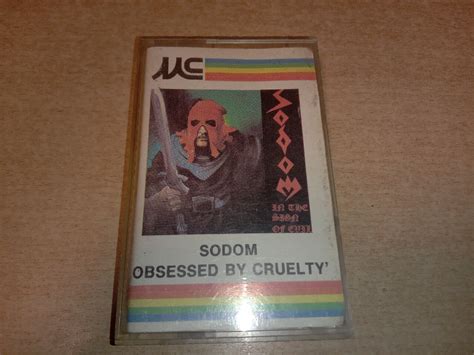 MC
SODOM
IN THE
SIGN
OF EVIL
SODOM
OBSESSED BY CRUELTY'